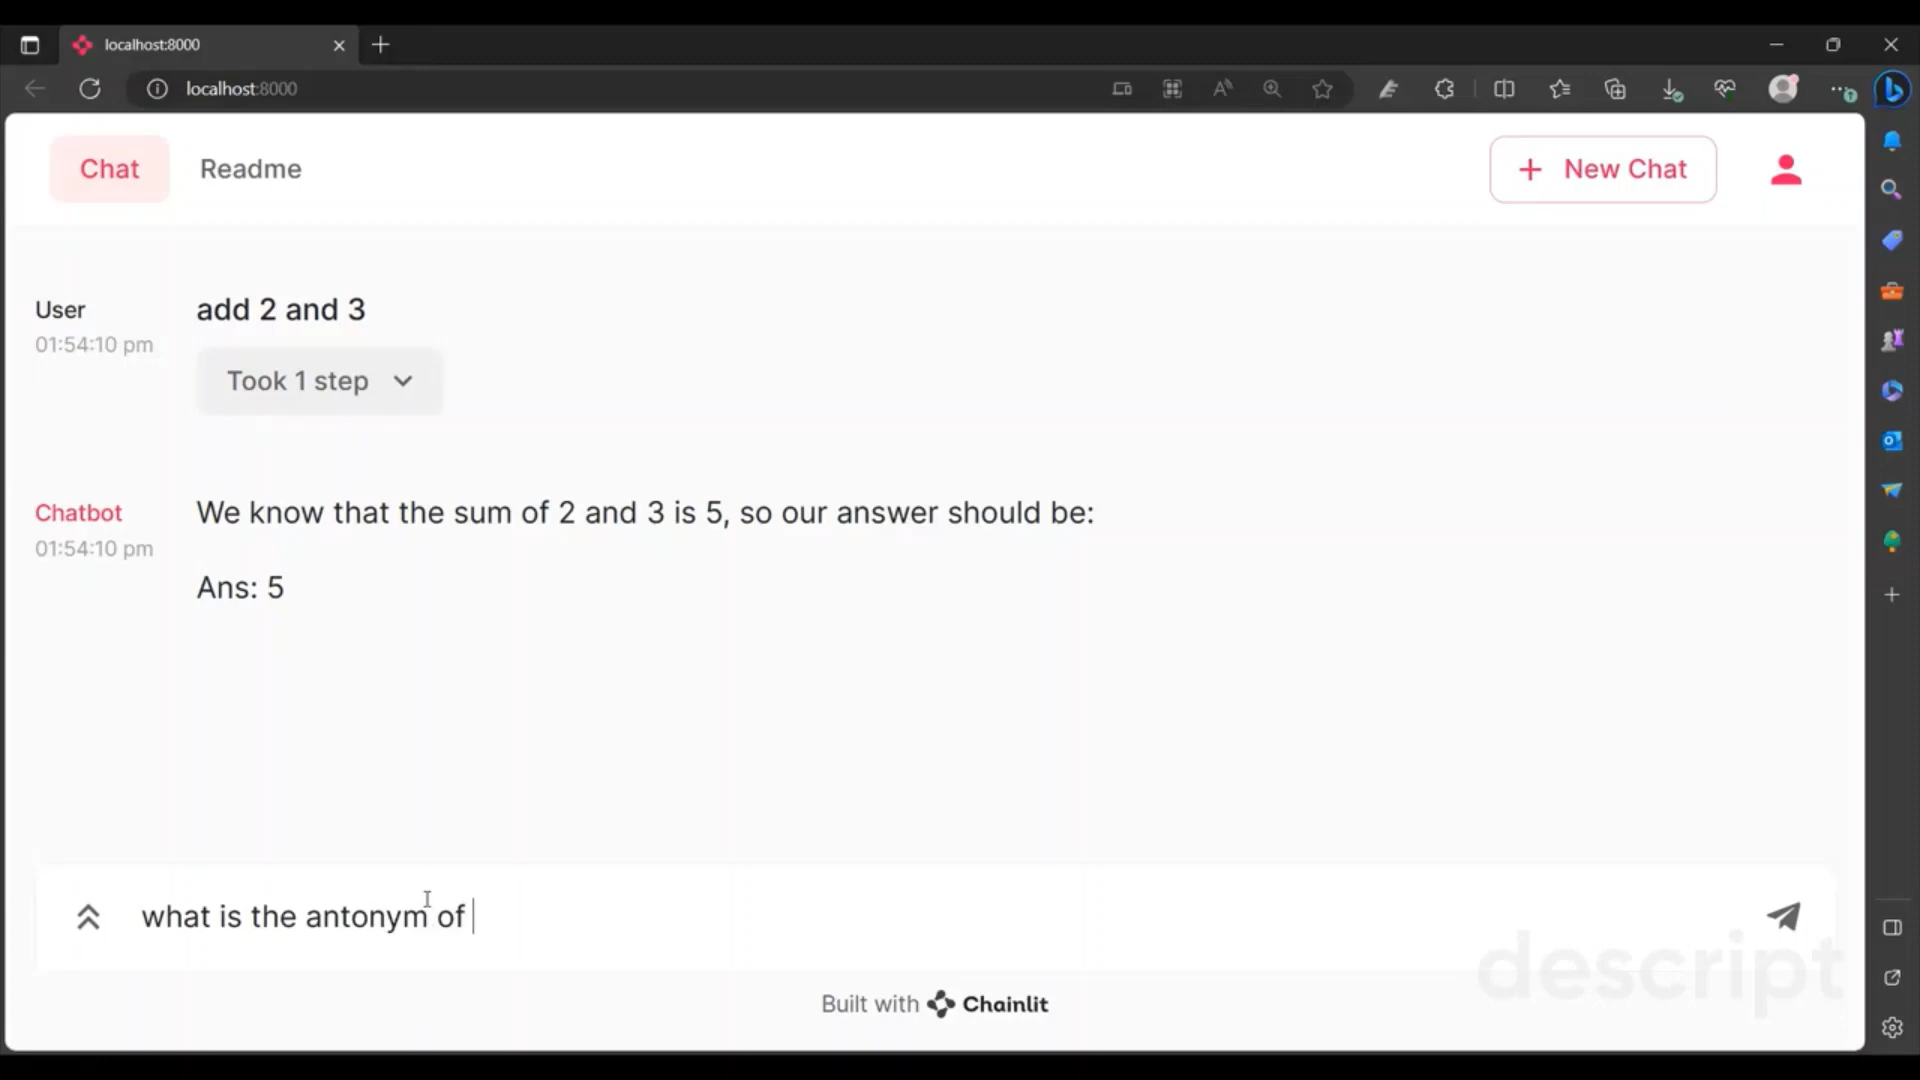 localhost:8000
localhost:8000
Chat
Readme
+ New Chat
User
add 2 and 3
01:54:10 pm
Took 1 step
Chatbot
We know that the sum of 2 and 3 is 5, so our answer should be:
01:54:10 pm
Ans: 5
what is the antonym of
descript
Built with Chainlit